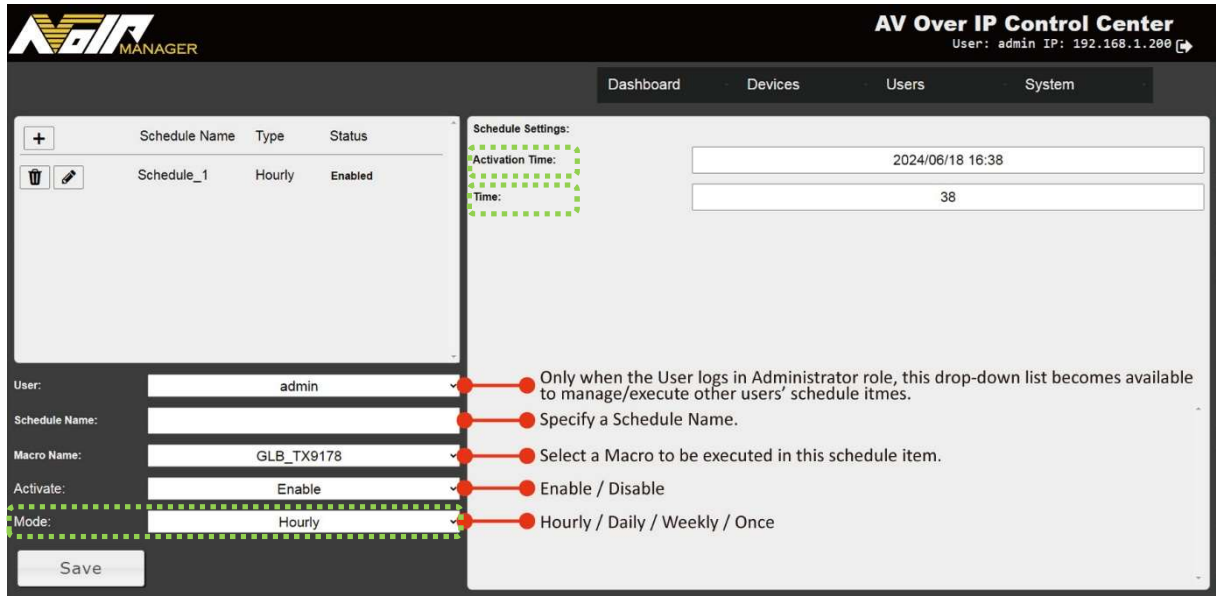 AVoIP MANAGER
AV Over IP Control Center
User: admin IP: 192.168.1.200
Dashboard Devices Users System
+ Schedule Name Type Status
Schedule_1 Hourly Enabled
Schedule Settings:
Activation Time: 2024/06/18 16:38
Time: 38
User: admin
Only when the User logs in Administrator role, this drop-down list becomes available
to manage/execute other users' schedule itmes.
Schedule Name:
Specify a Schedule Name.
Macro Name: GLB_TX9178
Select a Macro to be executed in this schedule item.
Activate: Enable
Enable / Disable
Mode: Hourly
Hourly / Daily / Weekly / Once
Save